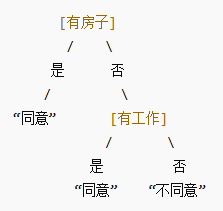 [有房子]
/ \
是 否
/ \
“同意” [有工作]
/ \
是 否
“同意” “不同意”